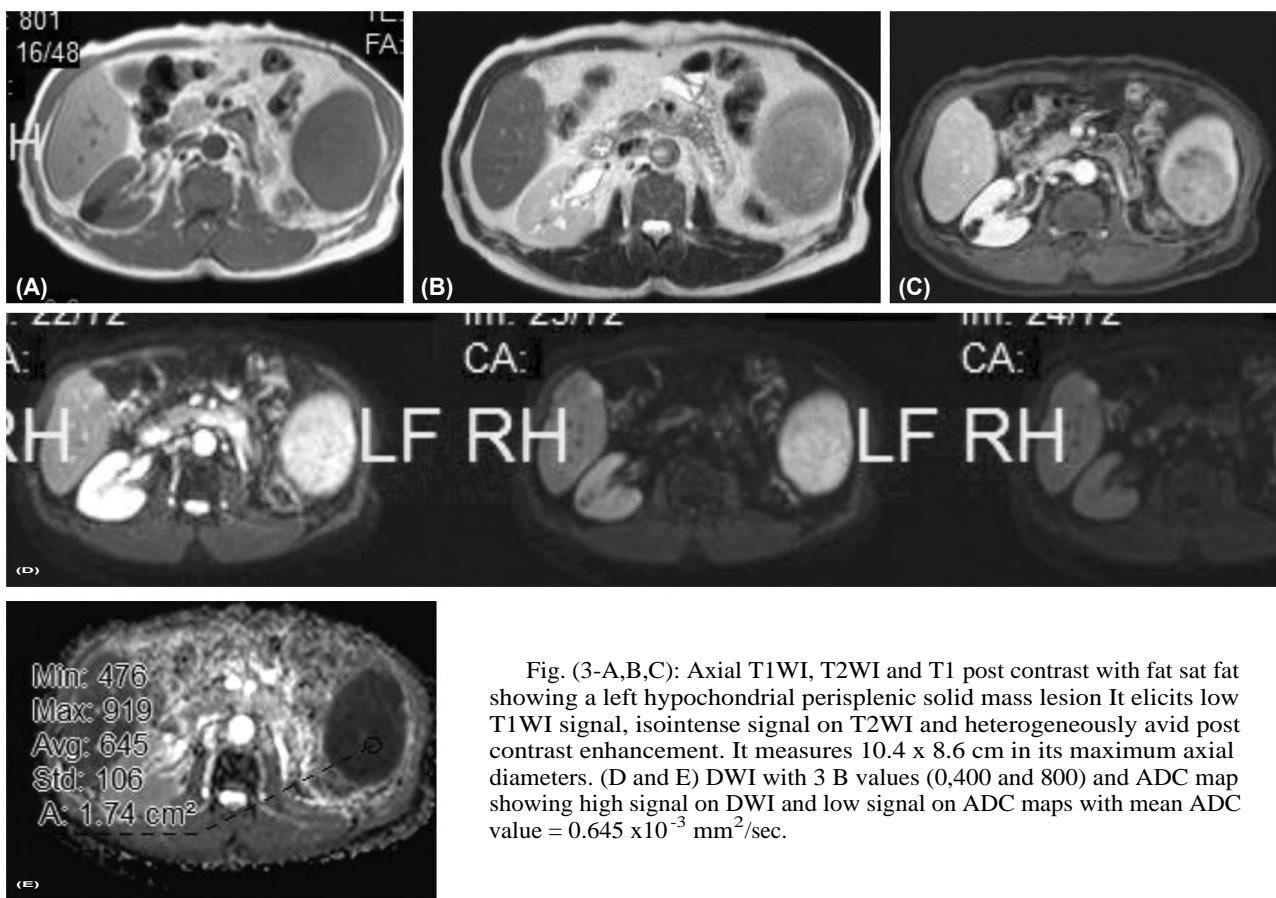 : 801
16/48
H
FA:
(A)
(B)
(C)
22/72
CA:
CA:
RH
LF RH
LF RH
(D)
Min: 476
Max: 919
Avg: 645
Std: 106
A: 1.74 cm²
(E)
Fig. (3-A,B,C): Axial T1WI, T2WI and T1 post contrast with fat sat fat
showing a left hypochondrial perisplenic solid mass lesion It elicits low
T1WI signal, isointense signal on T2WI and heterogeneously avid post
contrast enhancement. It measures 10.4 x 8.6 cm in its maximum axial
diameters. (D and E) DWI with 3 B values (0,400 and 800) and ADC map
showing high signal on DWI and low signal on ADC maps with mean ADC
value = 0.645 x10⁻³ mm²/sec.